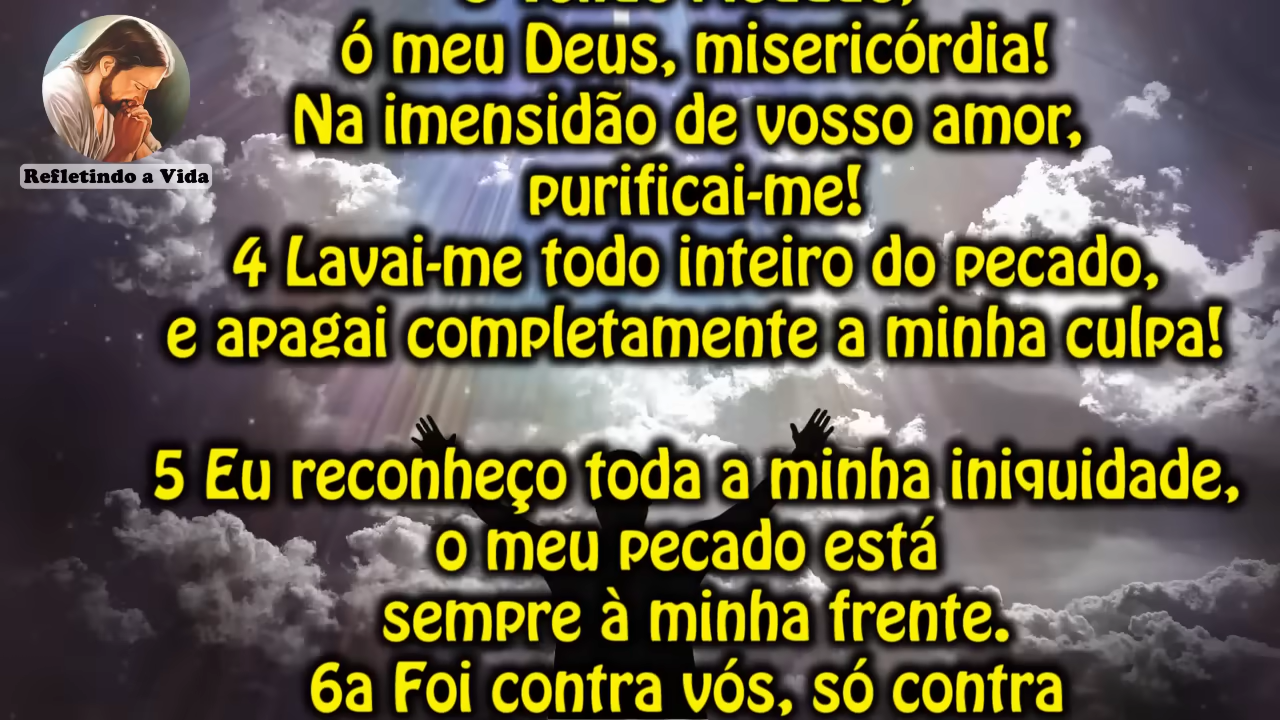 ó meu Deus, misericórdia!
Na imensidão de vosso amor,
purificai-me!
4 Lavai-me todo inteiro do pecado,
e apagai completamente a minha culpa!
5 Eu reconheço toda a minha iniquidade,
o meu pecado está
sempre à minha frente.
6a Foi contra vós, só contra
Refletindo a Vida